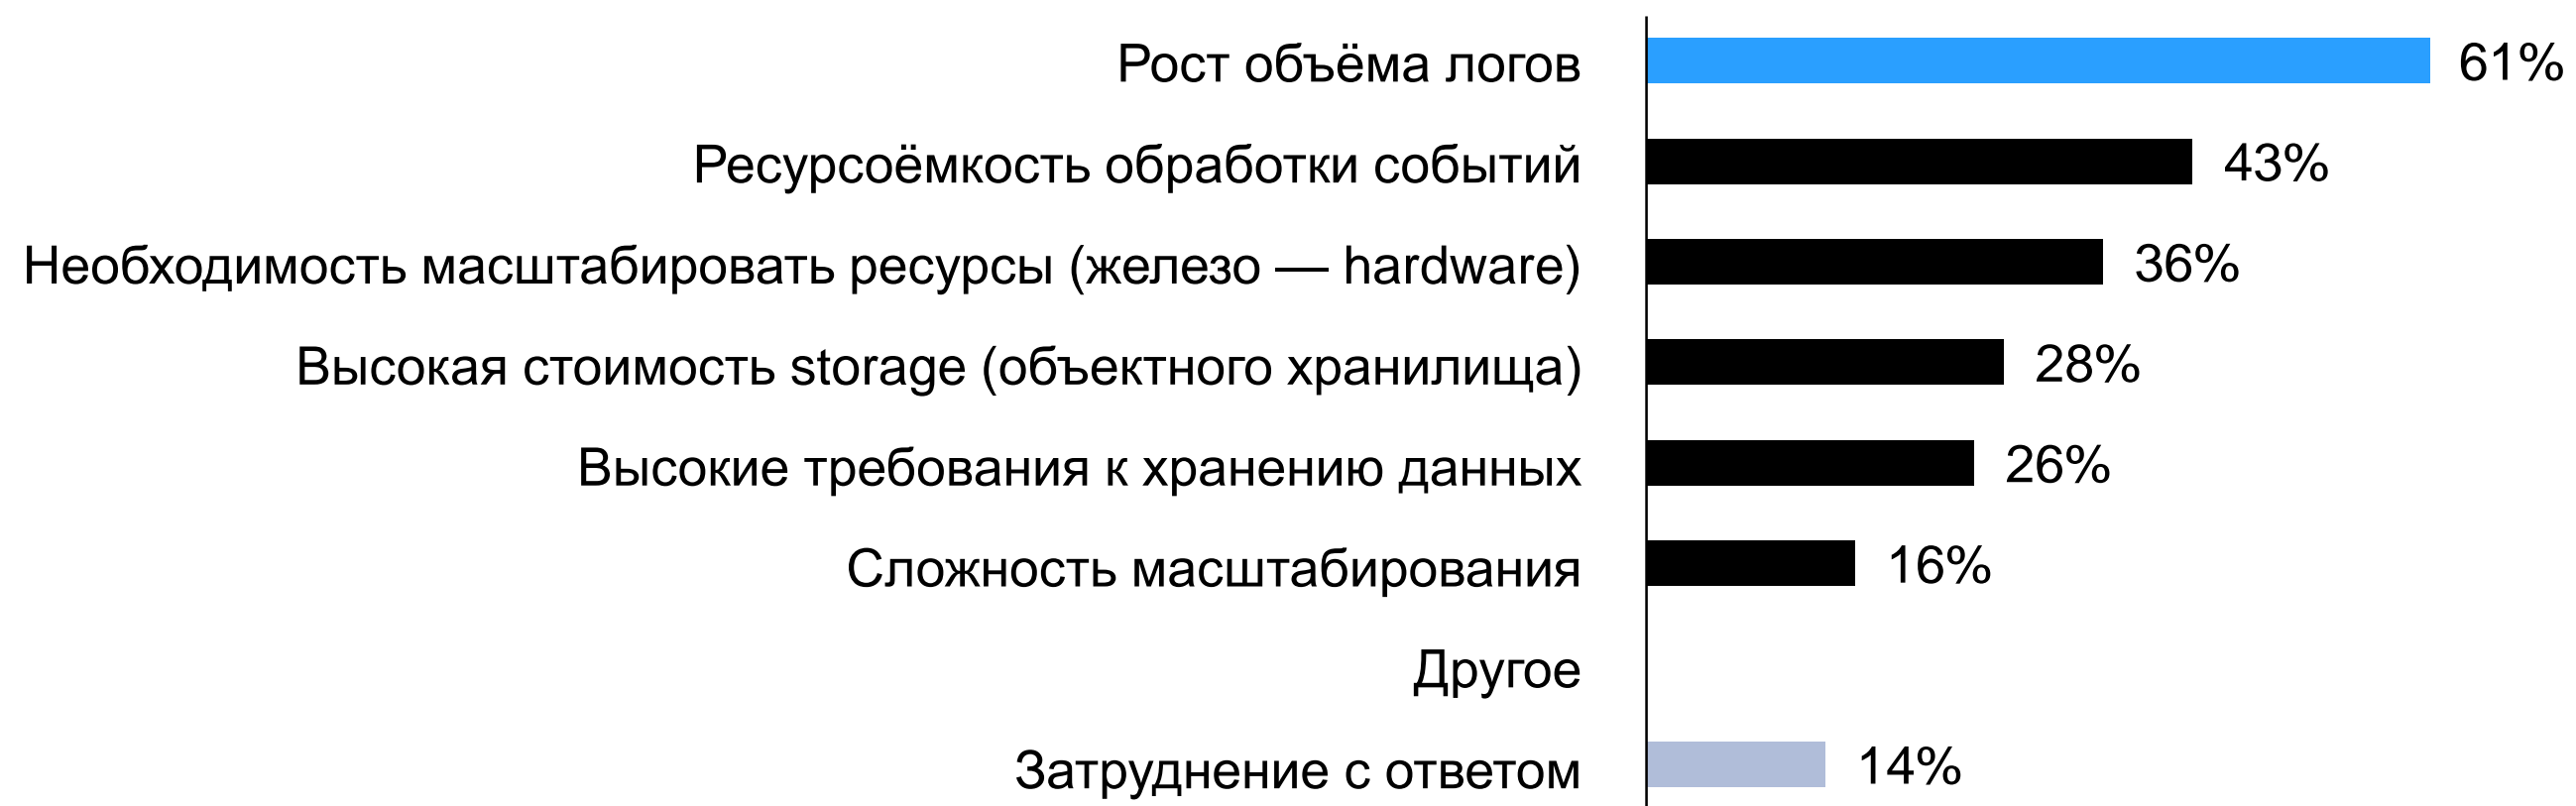 Рост объёма логов 61%
Ресурсоёмкость обработки событий 43%
Необходимость масштабировать ресурсы (железо — hardware) 36%
Высокая стоимость storage (объектного хранилища) 28%
Высокие требования к хранению данных 26%
Сложность масштабирования 16%
Другое
Затруднение с ответом 14%